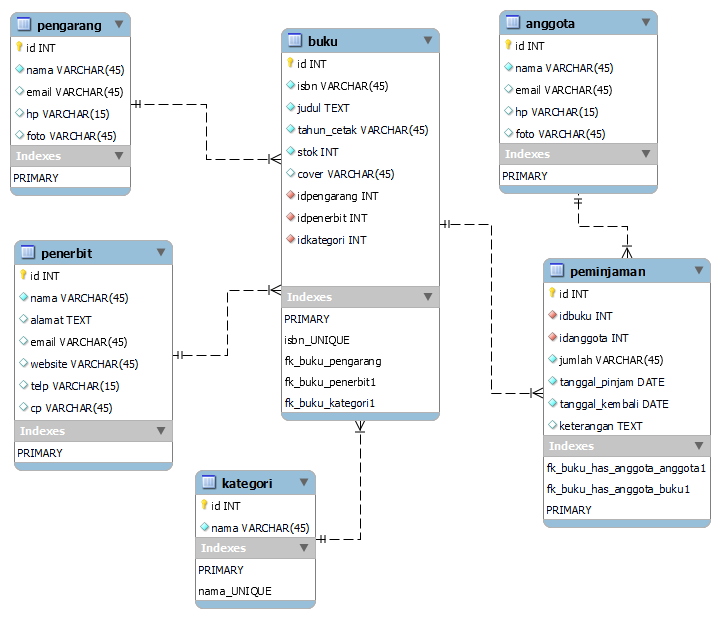 pengarang
id INT
nama VARCHAR(45)
email VARCHAR(45)
hp VARCHAR(15)
foto VARCHAR(45)
Indexes
PRIMARY
buku
id INT
isbn VARCHAR(45)
judul TEXT
tahun_cetak VARCHAR(45)
stok INT
cover VARCHAR(45)
idpengarang INT
idpenerbit INT
idkategori INT
Indexes
PRIMARY
isbn_UNIQUE
fk_buku_pengarang
fk_buku_penerbit1
fk_buku_kategori1
anggota
id INT
nama VARCHAR(45)
email VARCHAR(45)
hp VARCHAR(15)
foto VARCHAR(45)
Indexes
PRIMARY
penerbit
id INT
nama VARCHAR(45)
alamat TEXT
email VARCHAR(45)
website VARCHAR(45)
telp VARCHAR(15)
cp VARCHAR(45)
Indexes
PRIMARY
peminjaman
id INT
idbuku INT
idanggota INT
jumlah VARCHAR(45)
tanggal_pinjam DATE
tanggal_kembali DATE
keterangan TEXT
Indexes
fk_buku_has_anggota_anggota1
fk_buku_has_anggota_buku1
PRIMARY
kategori
id INT
nama VARCHAR(45)
Indexes
PRIMARY
nama_UNIQUE